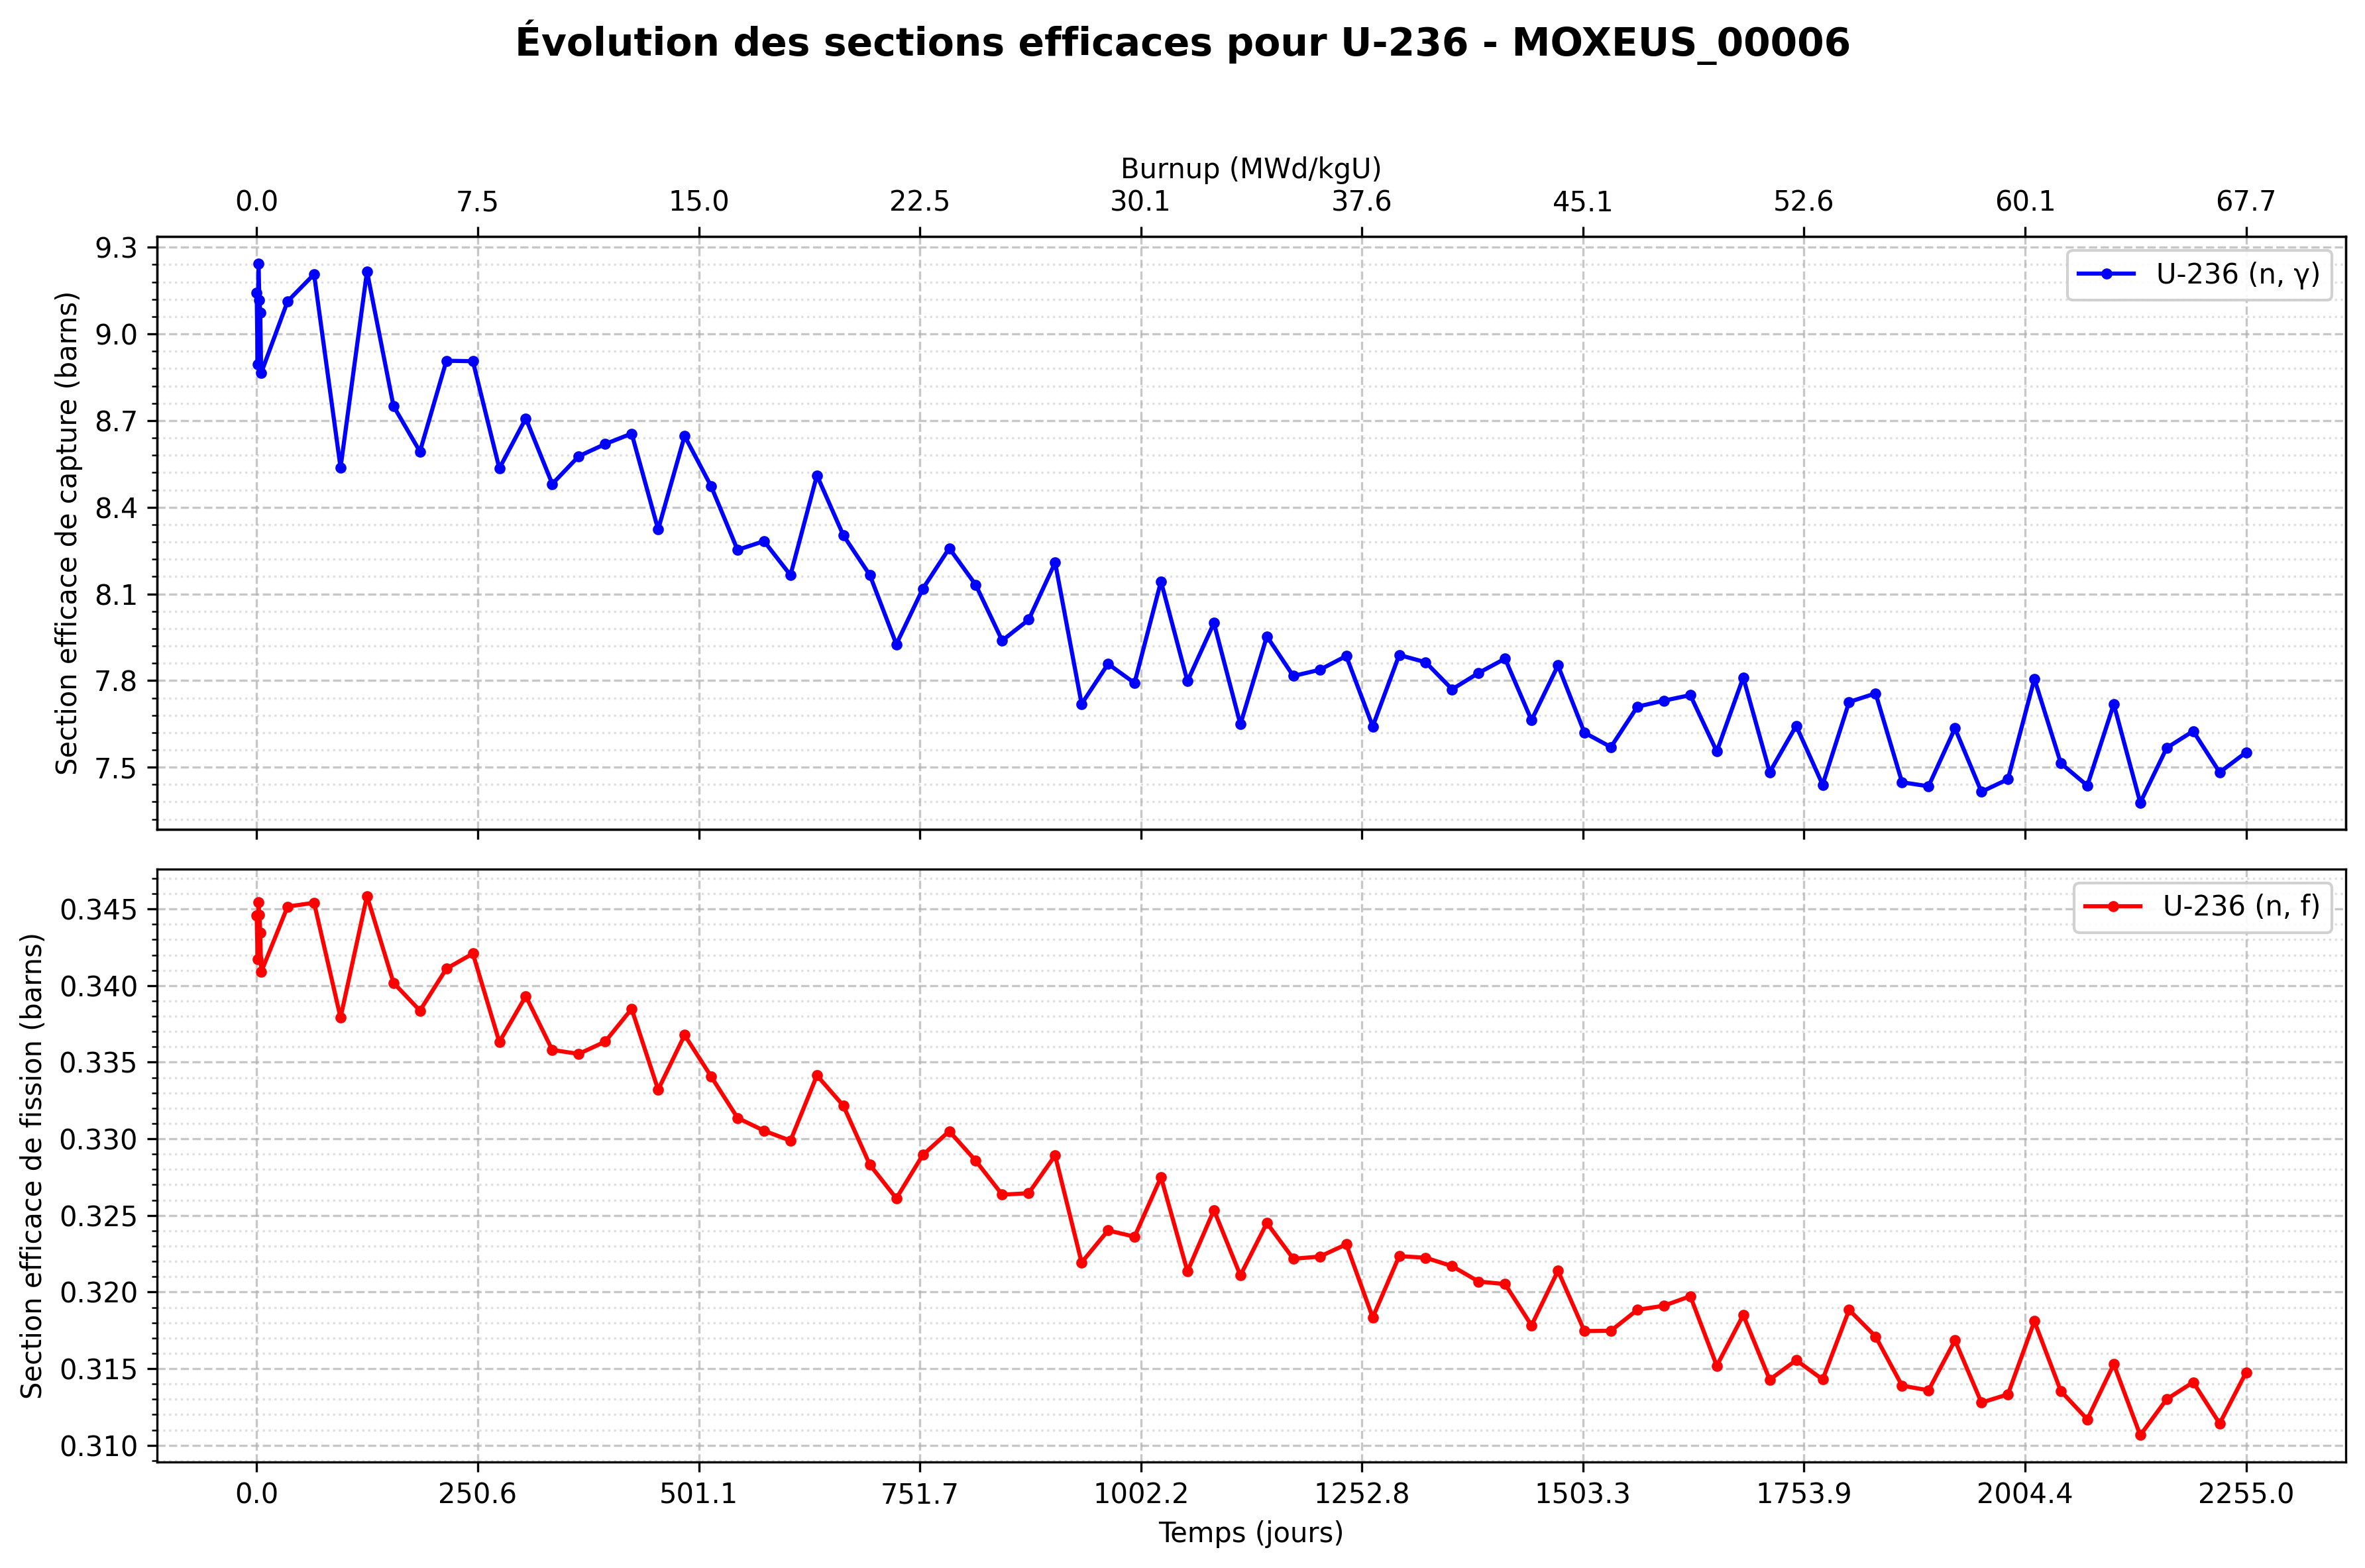 Évolution des sections efficaces pour U-236 - MOXEUS_00006
Burnup (MWd/kgU)
0.0 7.5 15.0 22.5 30.1 37.6 45.1 52.6 60.1 67.7
Section efficace de capture (barns)
9.3
9.0
8.7
8.4
8.1
7.8
7.5
U-236 (n, γ)
Section efficace de fission (barns)
0.345
0.340
0.335
0.330
0.325
0.320
0.315
0.310
U-236 (n, f)
0.0 250.6 501.1 751.7 1002.2 1252.8 1503.3 1753.9 2004.4 2255.0
Temps (jours)